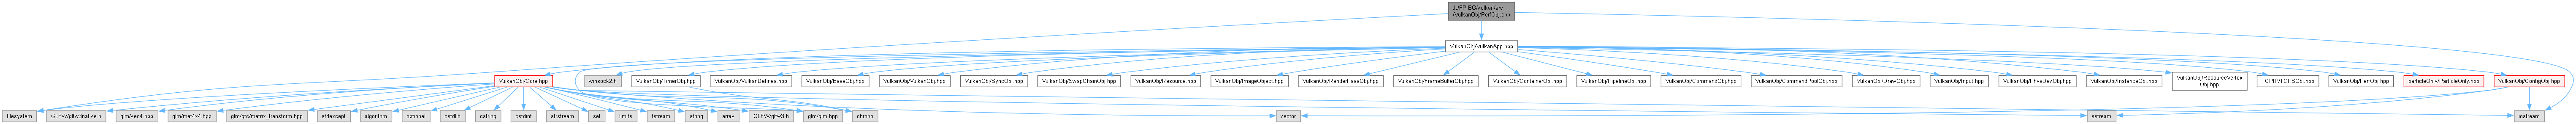 J:/FPIBG/vulkan/src
/VulkanObj/PerfObj.cpp
VulkanObj/VulkanApp.hpp
VulkanObj/Core.hpp
winsock2.h
VulkanObj/TimerObj.hpp
VulkanObj/VulkanDefines.hpp
VulkanObj/BaseObj.hpp
VulkanObj/VulkanObj.hpp
VulkanObj/SyncObj.hpp
VulkanObj/SwapChainObj.hpp
VulkanObj/Resource.hpp
VulkanObj/ImageObject.hpp
VulkanObj/RenderPassObj.hpp
VulkanObj/FrameBufferObj.hpp
VulkanObj/ContainerObj.hpp
VulkanObj/PipelineObj.hpp
VulkanObj/CommandObj.hpp
VulkanObj/CommandPoolObj.hpp
VulkanObj/DrawObj.hpp
VulkanObj/Input.hpp
VulkanObj/PhysDevObj.hpp
VulkanObj/InstanceObj.hpp
VulkanObj/ResourceVertex
Obj.hpp
TCPIP/TCPSObj.hpp
VulkanObj/PerfObj.hpp
particleOnly/ParticleOnly.hpp
VulkanObj/ConfigObj.hpp
filesystem
GLFW/glfw3native.h
glm/vec4.hpp
glm/mat4x4.hpp
glm/gtc/matrix_transform.hpp
stdexcept
algorithm
optional
cstdlib
cstring
cstdint
strstream
set
limits
fstream
string
array
GLFW/glfw3.h
glm/glm.hpp
chrono
vector
sstream
iostream